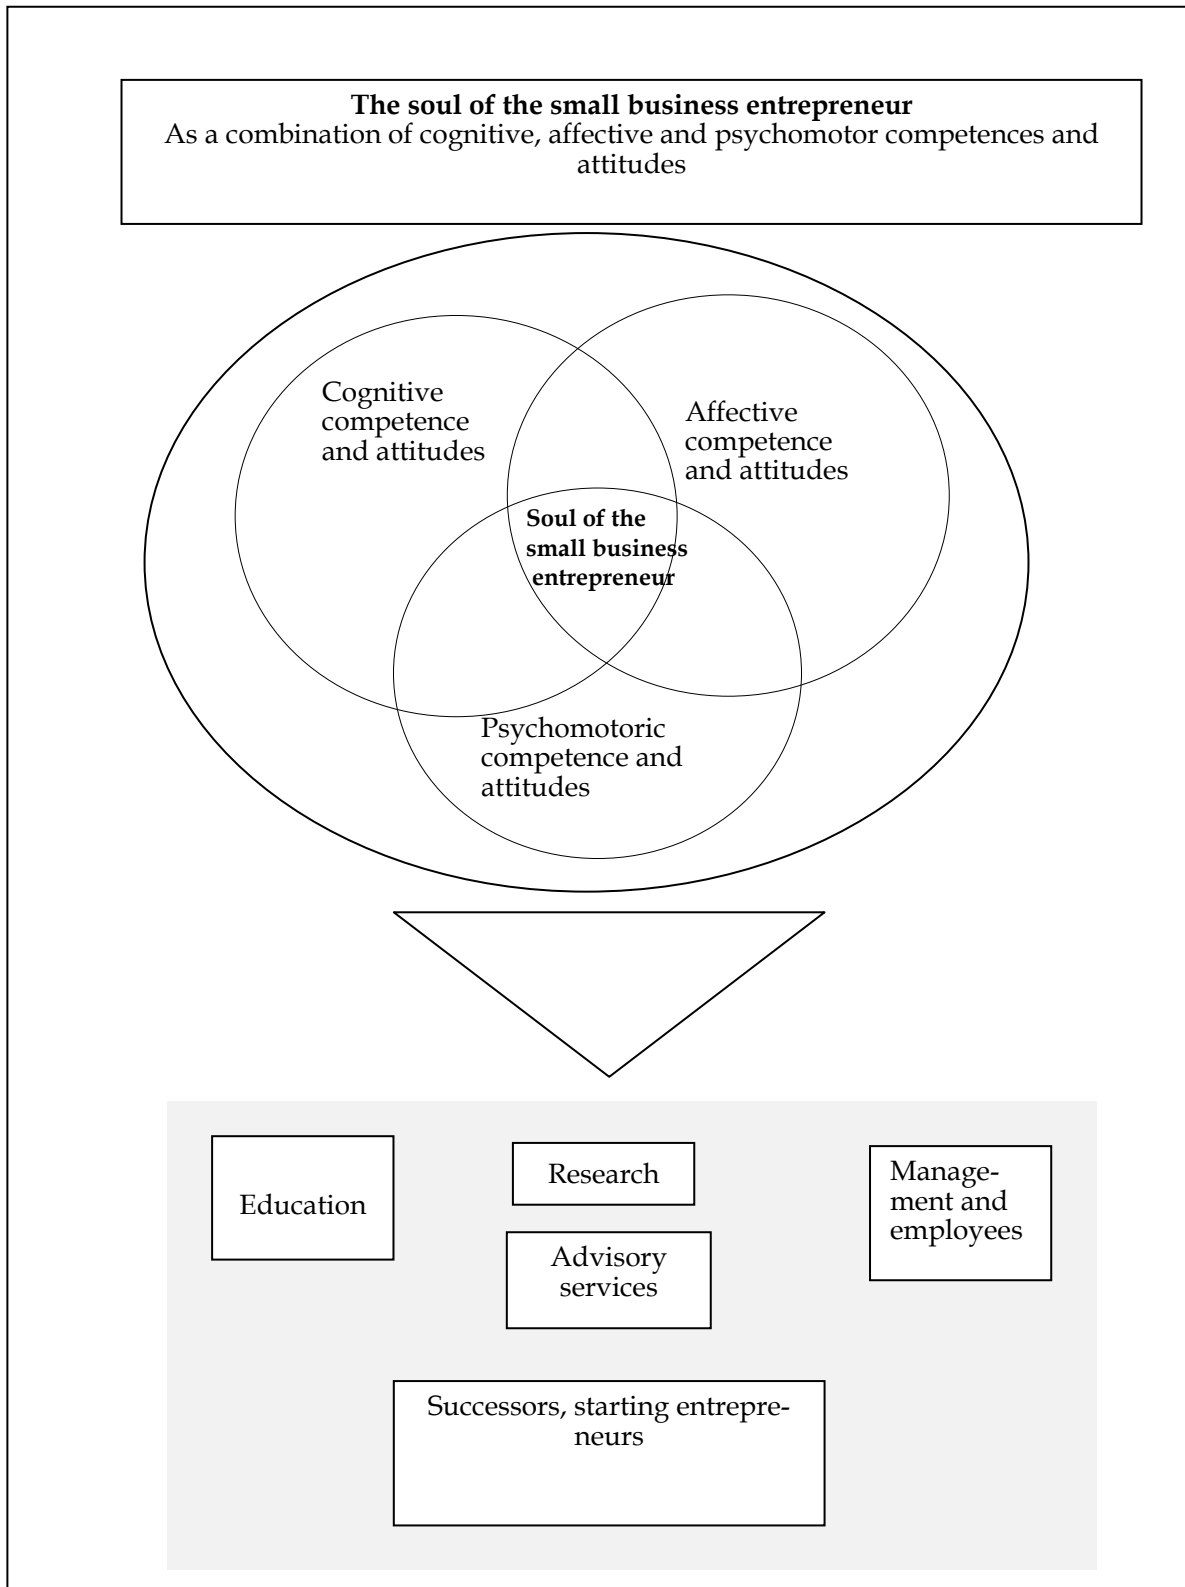 The soul of the small business entrepreneur
As a combination of cognitive, affective and psychomotor competences and
attitudes
Cognitive
competence
and attitudes
Affective
competence
and attitudes
Soul of the
small business
entrepreneur
Psychomotoric
competence and
attitudes
Education
Research
Advisory
services
Manage-
ment and
employees
Successors, starting entrepre-
neurs